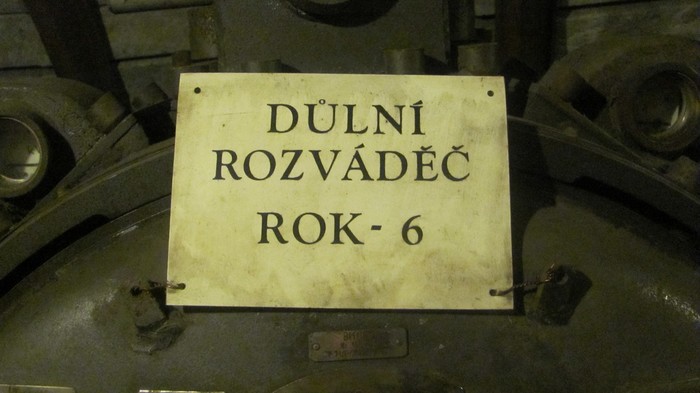 DŮLNÍ
ROZVÁDĚČ
ROK- 6